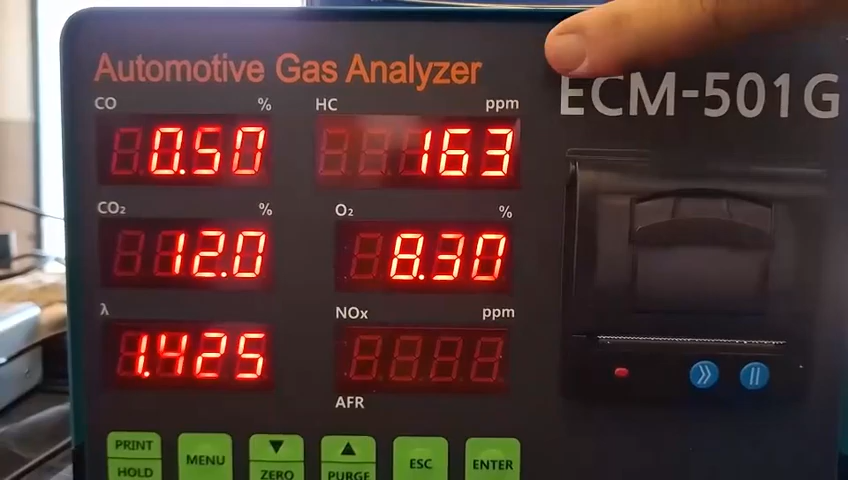 Automotive Gas Analyzer
ECM-501G
CO % HC ppm
0.50 163
CO₂ % O₂ %
12.0 8.30
λ NOx ppm
1.425
AFR
PRINT MENU ▼ ▲ ESC ENTER
HOLD ZERO PURGE